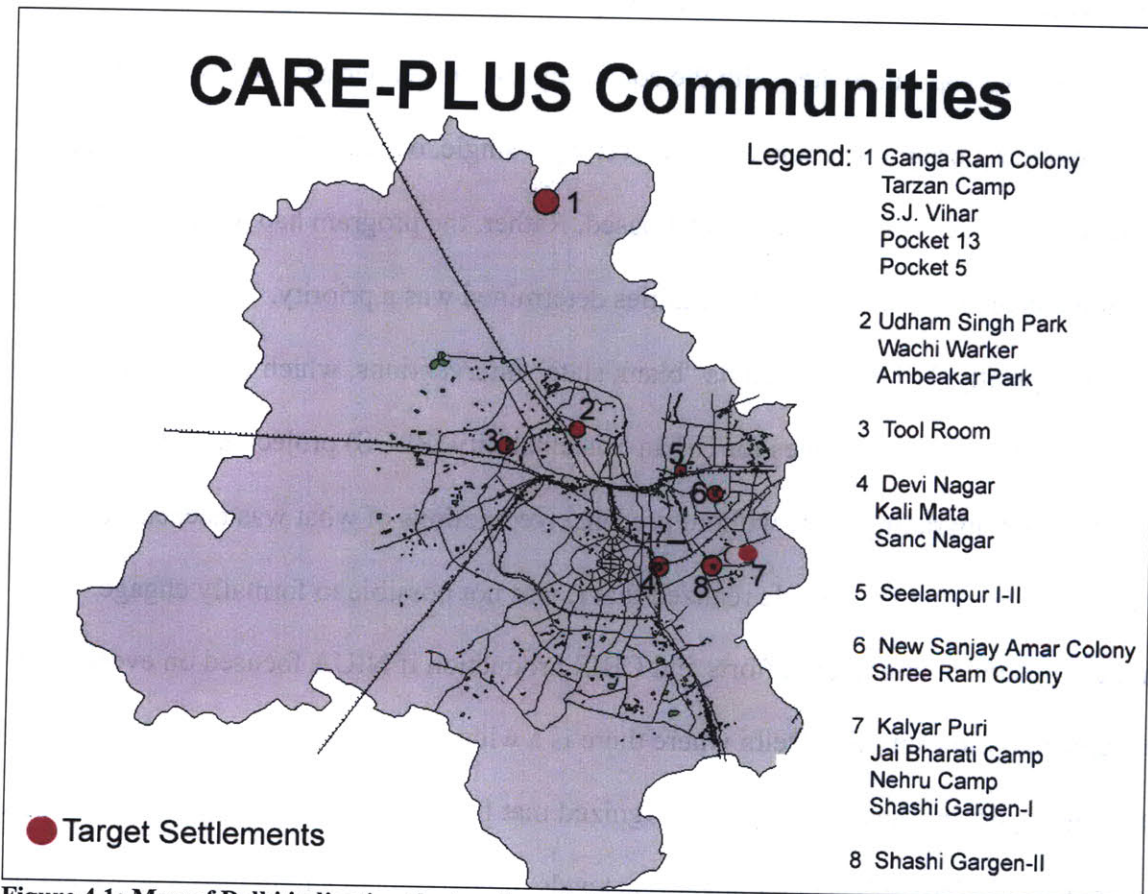 CARE-PLUS Communities
Legend: 1 Ganga Ram Colony
Tarzan Camp
S.J. Vihar
Pocket 13
Pocket 5
2 Udham Singh Park
Wachi Warker
Ambeakar Park
3 Tool Room
4 Devi Nagar
Kali Mata
Sanc Nagar
5 Seelampur I-II
6 New Sanjay Amar Colony
Shree Ram Colony
7 Kalyar Puri
Jai Bharati Camp
Nehru Camp
Shashi Gargen-I
8 Shashi Gargen-II
1
2
3
5
6
4
8
7
Target Settlements
Figure 4.1: Map of Delhi